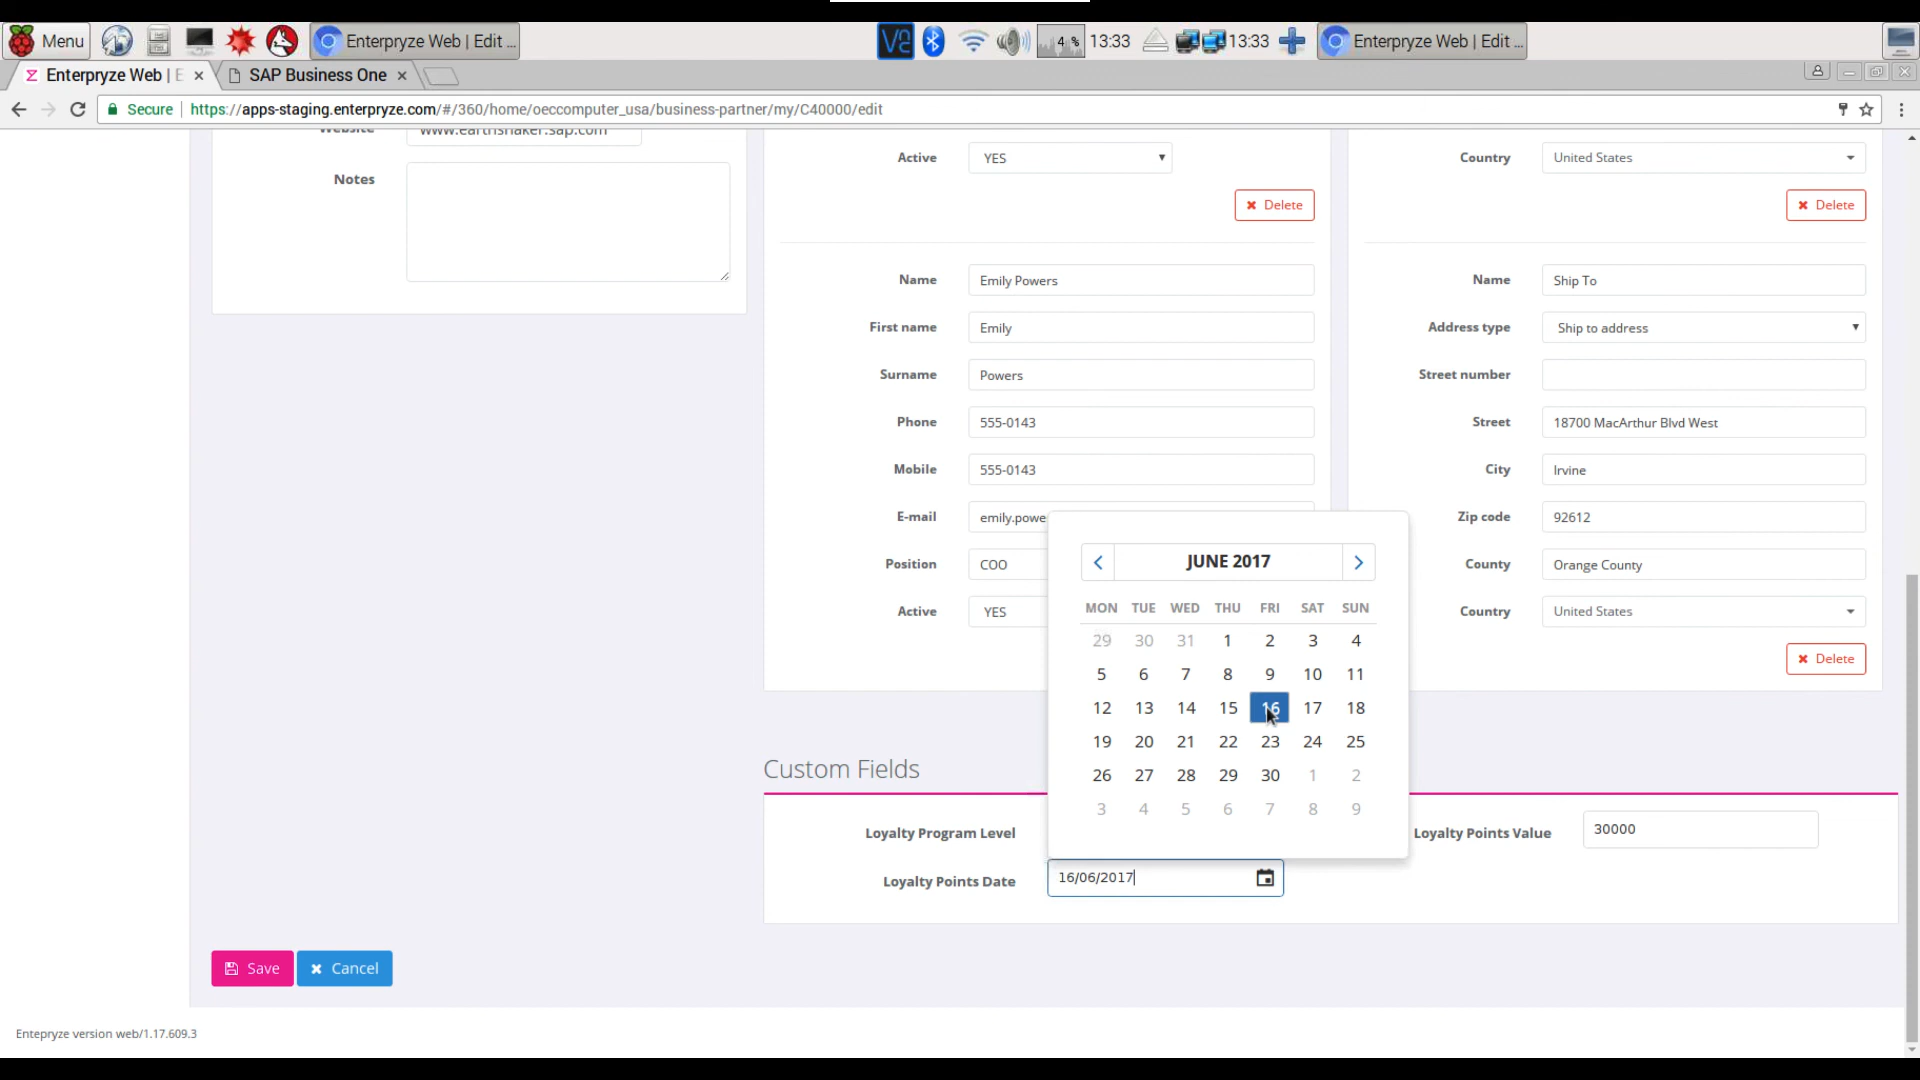 Menu
Enterpryze Web | Edit ...
4 %
13:33
13:33
Enterpryze Web | Edit ...
Enterpryze Web | E
SAP Business One
Secure
https://apps-staging.enterpryze.com/#/360/home/oeccomputer_usa/business-partner/my/C40000/edit
Website
www.earthshaker.sap.com
Notes
Active
YES
Delete
Name
Emily Powers
First name
Emily
Surname
Powers
Phone
555-0143
Mobile
555-0143
E-mail
emily.powe
Position
COO
Active
YES
Country
United States
Delete
Name
Ship To
Address type
Ship to address
Street number
Street
18700 MacArthur Blvd West
City
Irvine
Zip code
92612
County
Orange County
Country
United States
Delete
JUNE 2017
MON TUE WED THU FRI SAT SUN
29 30 31 1 2 3 4
5 6 7 8 9 10 11
12 13 14 15 16 17 18
19 20 21 22 23 24 25
26 27 28 29 30 1 2
3 4 5 6 7 8 9
Custom Fields
Loyalty Program Level
Loyalty Points Value
30000
Loyalty Points Date
16/06/2017
Save
Cancel
Entepryze version web/1.17.609.3